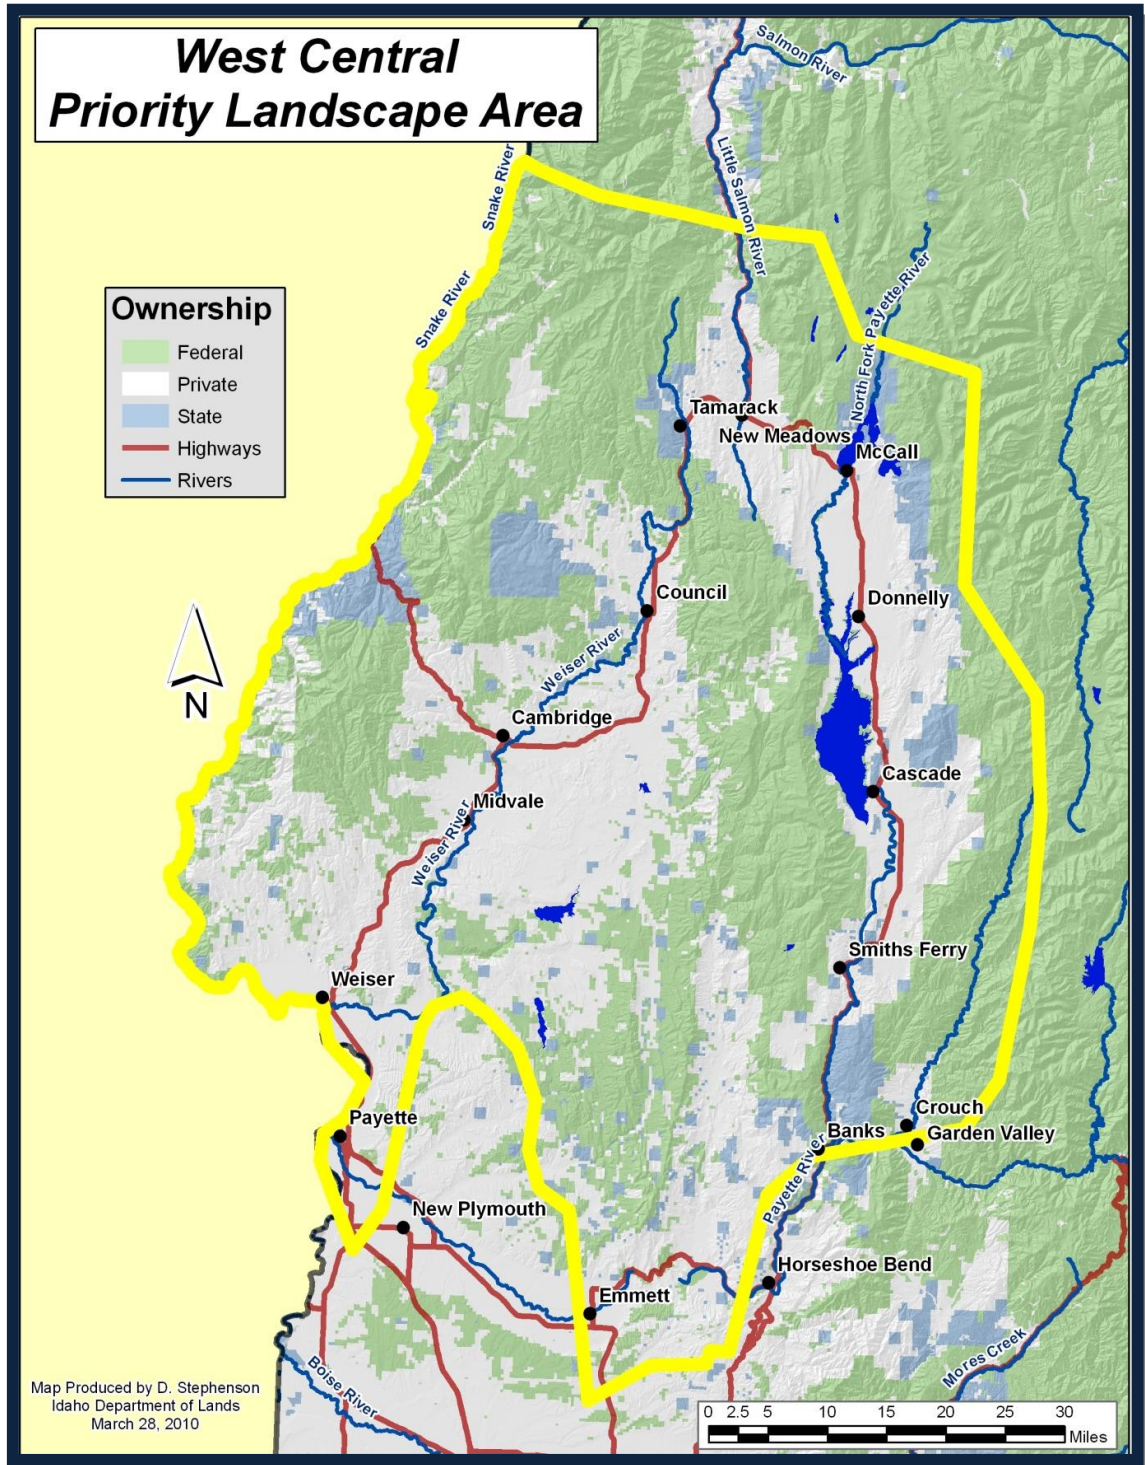 West Central
Priority Landscape Area
Salmon River
Little Salmon River
Snake River
Snake River
North Fork Payette River
Ownership
Federal
Private
State
Highways
Rivers
Tamarack
New Meadows
McCall
Council
Donnelly
N
Weiser River
Cambridge
Cascade
Midvale
Weiser River
Smiths Ferry
Weiser
Crouch
Payette
Banks
Garden Valley
Payette River
New Plymouth
Horseshoe Bend
Emmett
Mores Creek
Boise River
Map Produced by D. Stephenson
Idaho Department of Lands
March 28, 2010
0 2.5 5 10 15 20 25 30
Miles